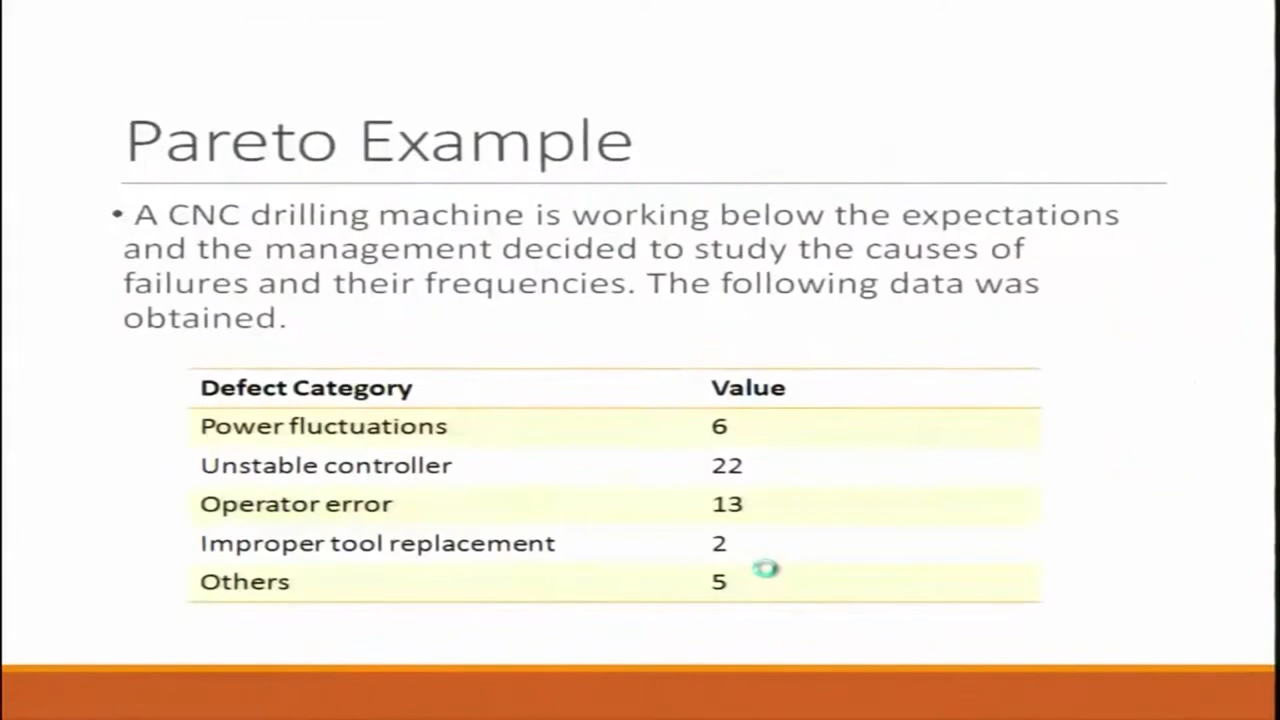 Pareto Example
• A CNC drilling machine is working below the expectations
and the management decided to study the causes of
failures and their frequencies. The following data was
obtained.
Defect Category Value
Power fluctuations 6
Unstable controller 22
Operator error 13
Improper tool replacement 2
Others 5